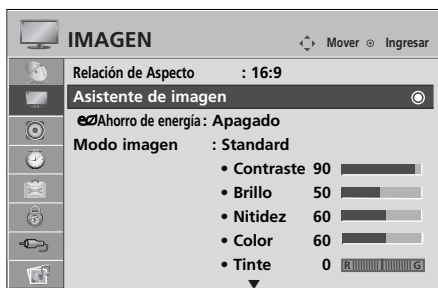 IMAGEN Mover Ingresar
Relación de Aspecto : 16:9
Asistente de imagen
Ahorro de energía : Apagado
Modo imagen : Standard
• Contraste 90
• Brillo 50
• Nitidez 60
• Color 60
• Tinte 0 R G